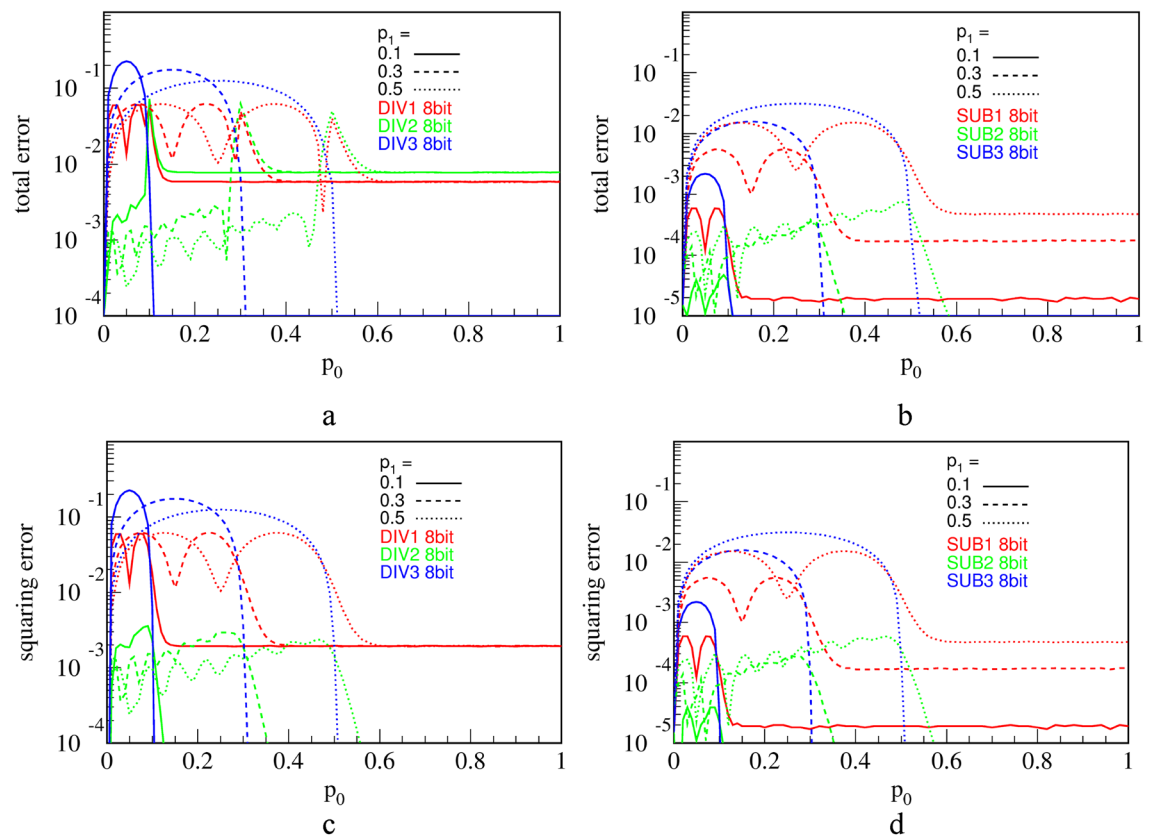 p1 =
0.1
0.3
0.5
DIV1 8bit
DIV2 8bit
DIV3 8bit
total error
10 -1
10 -2
10 -3
10 -4
0 0.2 0.4 0.6 0.8 1
p0
a
p1 =
0.1
0.3
0.5
SUB1 8bit
SUB2 8bit
SUB3 8bit
total error
10 -1
10 -2
10 -3
10 -4
10 -5
0 0.2 0.4 0.6 0.8 1
p0
b
p1 =
0.1
0.3
0.5
DIV1 8bit
DIV2 8bit
DIV3 8bit
squaring error
10 -1
10 -2
10 -3
10 -4
0 0.2 0.4 0.6 0.8 1
p0
c
p1 =
0.1
0.3
0.5
SUB1 8bit
SUB2 8bit
SUB3 8bit
squaring error
10 -1
10 -2
10 -3
10 -4
10 -5
0 0.2 0.4 0.6 0.8 1
p0
d